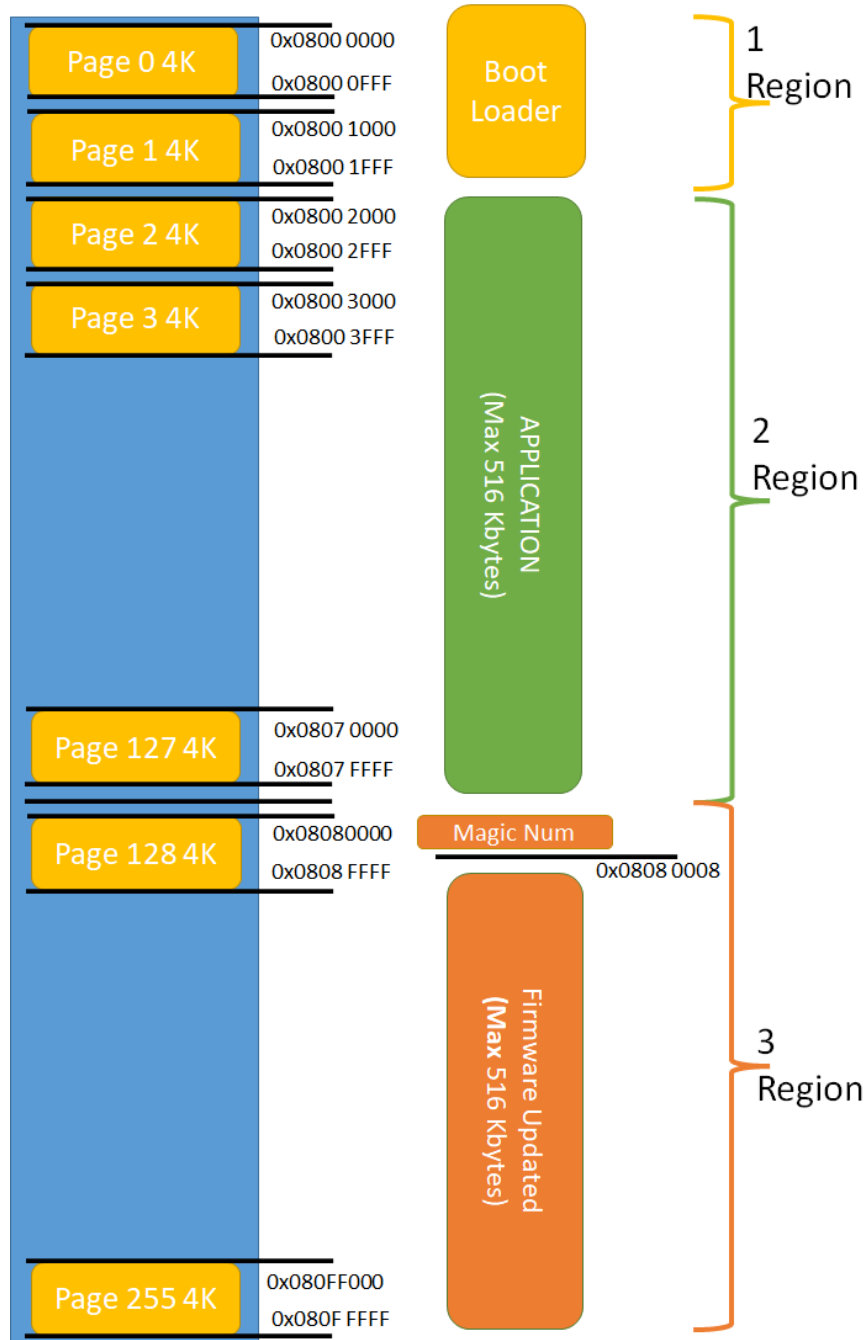 Page 0 4K
0x0800 0000
0x0800 0FFF
Page 1 4K
0x0800 1000
0x0800 1FFF
Page 2 4K
0x0800 2000
0x0800 2FFF
Page 3 4K
0x0800 3000
0x0800 3FFF
Page 127 4K
0x0807 0000
0x0807 FFFF
Page 128 4K
0x08080000
0x0808 FFFF
Page 255 4K
0x080FF000
0x080F FFFF
Boot
Loader
APPLICATION
(Max 516 Kbytes)
Magic Num
0x0808 0008
Firmware Updated
(Max 516 Kbytes)
1
Region
2
Region
3
Region